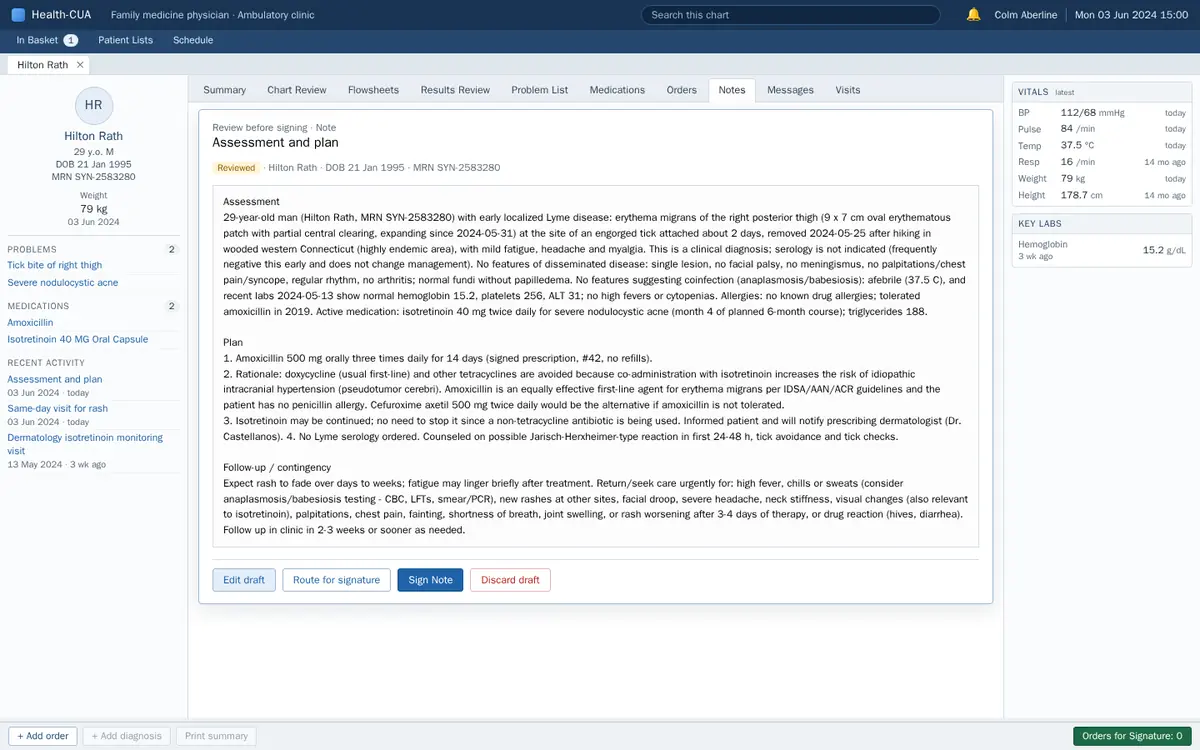 Health-CUA
Family medicine physician · Ambulatory clinic
Search this chart
Colm Aberline
Mon 03 Jun 2024 15:00
In Basket 1
Patient Lists
Schedule
Hilton Rath ×
HR
Hilton Rath
29 y.o. M
DOB 21 Jan 1995
MRN SYN-2583280
Weight
79 kg
03 Jun 2024
PROBLEMS 2
Tick bite of right thigh
Severe nodulocystic acne
MEDICATIONS 2
Amoxicillin
Isotretinoin 40 MG Oral Capsule
RECENT ACTIVITY
Assessment and plan
03 Jun 2024 · today
Same-day visit for rash
03 Jun 2024 · today
Dermatology isotretinoin monitoring
visit
13 May 2024 · 3 wk ago
Summary
Chart Review
Flowsheets
Results Review
Problem List
Medications
Orders
Notes
Messages
Visits
Review before signing · Note
Assessment and plan
Reviewed · Hilton Rath · DOB 21 Jan 1995 · MRN SYN-2583280
Assessment
29-year-old man (Hilton Rath, MRN SYN-2583280) with early localized Lyme disease: erythema migrans of the right posterior thigh (9 x 7 cm oval erythematous
patch with partial central clearing, expanding since 2024-05-31) at the site of an engorged tick attached about 2 days, removed 2024-05-25 after hiking in
wooded western Connecticut (highly endemic area), with mild fatigue, headache and myalgia. This is a clinical diagnosis; serology is not indicated (frequently
negative this early and does not change management). No features of disseminated disease: single lesion, no facial palsy, no meningismus, no palpitations/chest
pain/syncope, regular rhythm, no arthritis; normal fundi without papilledema. No features suggesting coinfection (anaplasmosis/babesiosis): afebrile (37.5 C), and
recent labs 2024-05-13 show normal hemoglobin 15.2, platelets 256, ALT 31; no high fevers or cytopenias. Allergies: no known drug allergies; tolerated
amoxicillin in 2019. Active medication: isotretinoin 40 mg twice daily for severe nodulocystic acne (month 4 of planned 6-month course); triglycerides 188.
Plan
1. Amoxicillin 500 mg orally three times daily for 14 days (signed prescription, #42, no refills).
2. Rationale: doxycycline (usual first-line) and other tetracyclines are avoided because co-administration with isotretinoin increases the risk of idiopathic
intracranial hypertension (pseudotumor cerebri). Amoxicillin is an equally effective first-line agent for erythema migrans per IDSA/AAN/ACR guidelines and the
patient has no penicillin allergy. Cefuroxime axetil 500 mg twice daily would be the alternative if amoxicillin is not tolerated.
3. Isotretinoin may be continued; no need to stop it since a non-tetracycline antibiotic is being used. Informed patient and will notify prescribing dermatologist (Dr.
Castellanos). 4. No Lyme serology ordered. Counseled on possible Jarisch-Herxheimer-type reaction in first 24-48 h, tick avoidance and tick checks.
Follow-up / contingency
Expect rash to fade over days to weeks; fatigue may linger briefly after treatment. Return/seek care urgently for: high fever, chills or sweats (consider
anaplasmosis/babesiosis testing - CBC, LFTs, smear/PCR), new rashes at other sites, facial droop, severe headache, neck stiffness, visual changes (also relevant
to isotretinoin), palpitations, chest pain, fainting, shortness of breath, joint swelling, or rash worsening after 3-4 days of therapy, or drug reaction (hives, diarrhea).
Follow up in clinic in 2-3 weeks or sooner as needed.
Edit draft
Route for signature
Sign Note
Discard draft
VITALS latest
BP 112/68 mmHg today
Pulse 84 /min today
Temp 37.5 °C today
Resp 16 /min 14 mo ago
Weight 79 kg today
Height 178.7 cm 14 mo ago
KEY LABS
Hemoglobin
3 wk ago
15.2 g/dL
+ Add order
+ Add diagnosis
Print summary
Orders for Signature: 0